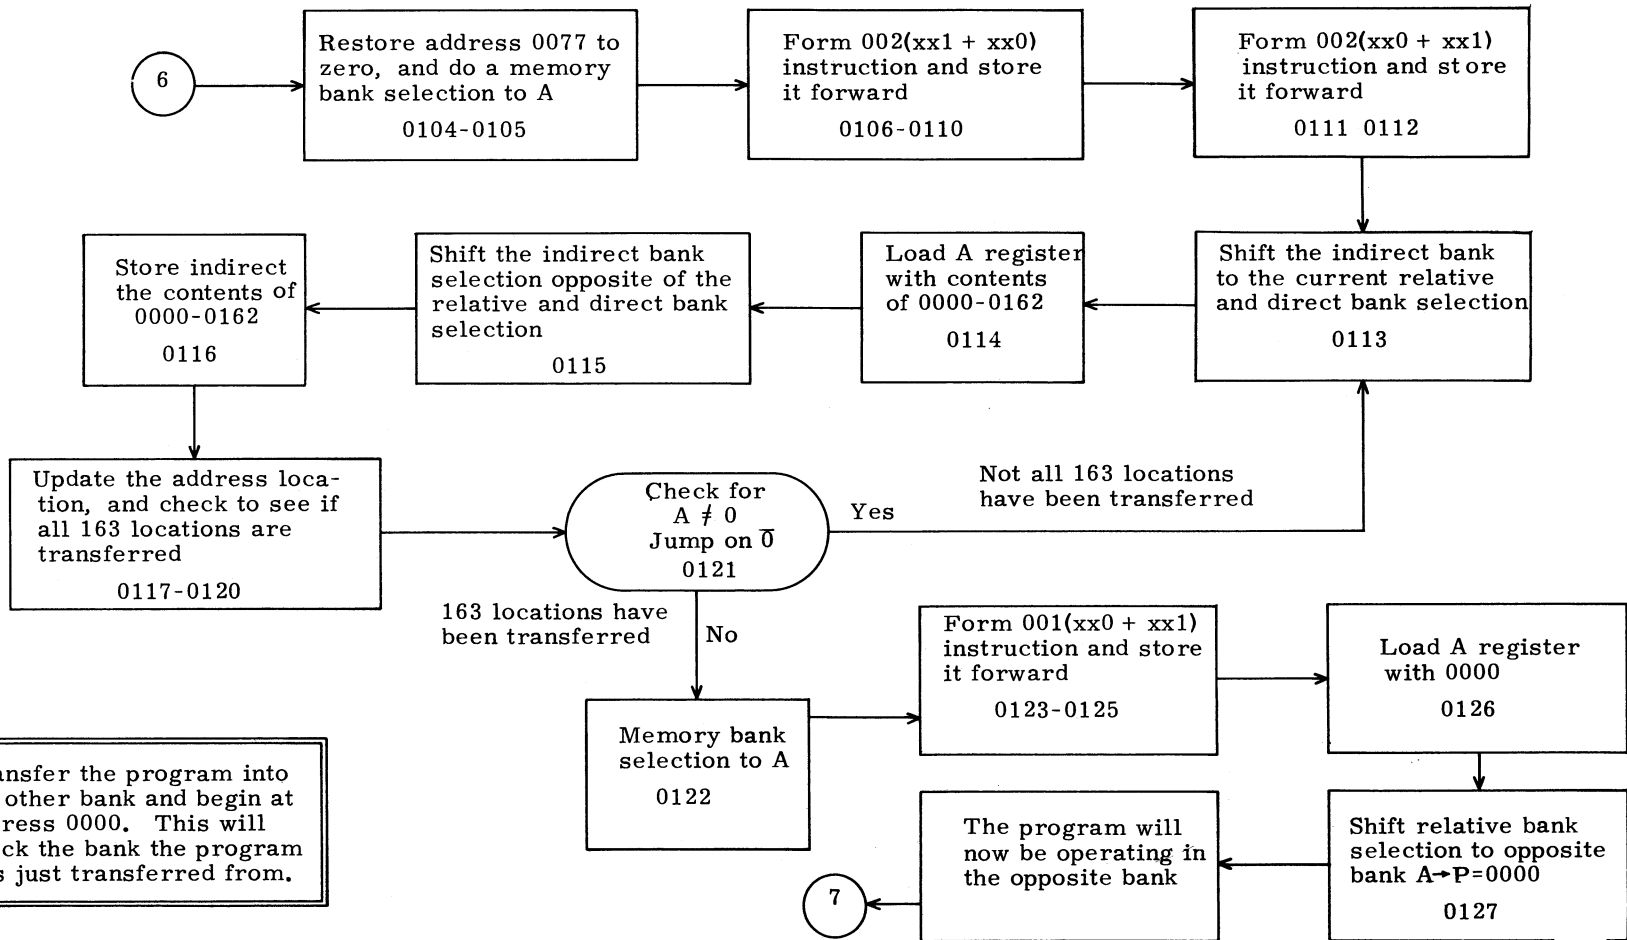 6
Restore address 0077 to
zero, and do a memory
bank selection to A
0104-0105
Form 002(xx1 + xx0)
instruction and store
it forward
0106-0110
Form 002(xx0 + xx1)
instruction and store
it forward
0111 0112
Shift the indirect bank
to the current relative
and direct bank selection
0113
Load A register
with contents
of 0000-0162
0114
Shift the indirect bank
selection opposite of the
relative and direct bank
selection
0115
Store indirect
the contents of
0000-0162
0116
Update the address loca-
tion, and check to see if
all 163 locations are
transferred
0117-0120
Check for
A ≠ 0
Jump on 0̅
0121
Yes
Not all 163 locations
have been transferred
163 locations have
been transferred
No
Memory bank
selection to A
0122
Form 001(xx0 + xx1)
instruction and store
it forward
0123-0125
Load A register
with 0000
0126
Shift relative bank
selection to opposite
bank A→P=0000
0127
The program will
now be operating in
the opposite bank
7
ansfer the program into
other bank and begin at
ress 0000. This will
ck the bank the program
s just transferred from.